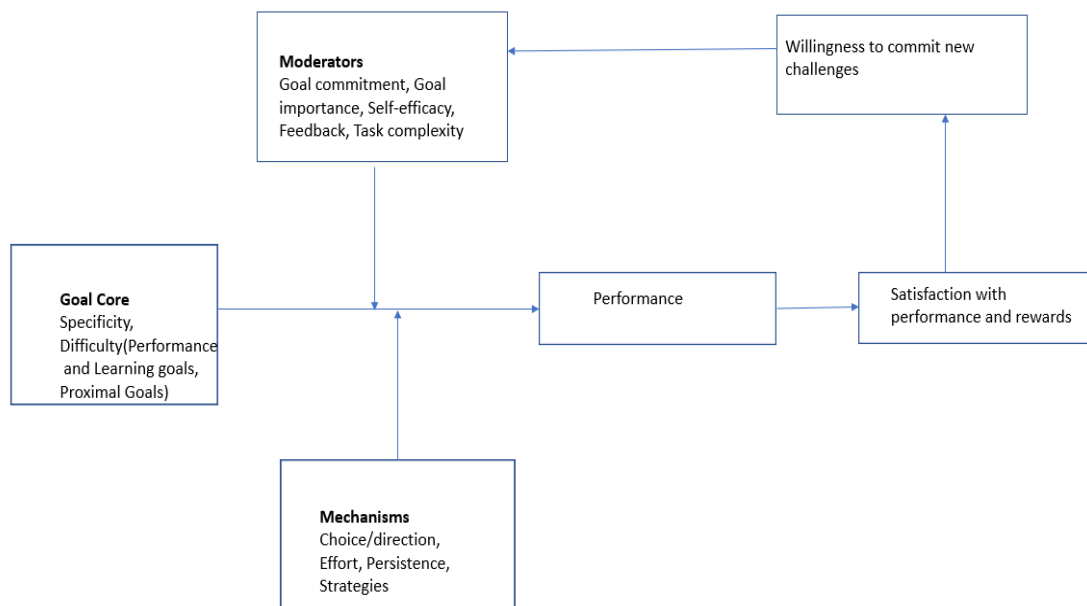 Moderators
Goal commitment, Goal
importance, Self-efficacy,
Feedback, Task complexity
Willingness to commit new
challenges
Goal Core
Specificity,
Difficulty(Performance
and Learning goals,
Proximal Goals)
Performance
Satisfaction with
performance and rewards
Mechanisms
Choice/direction,
Effort, Persistence,
Strategies